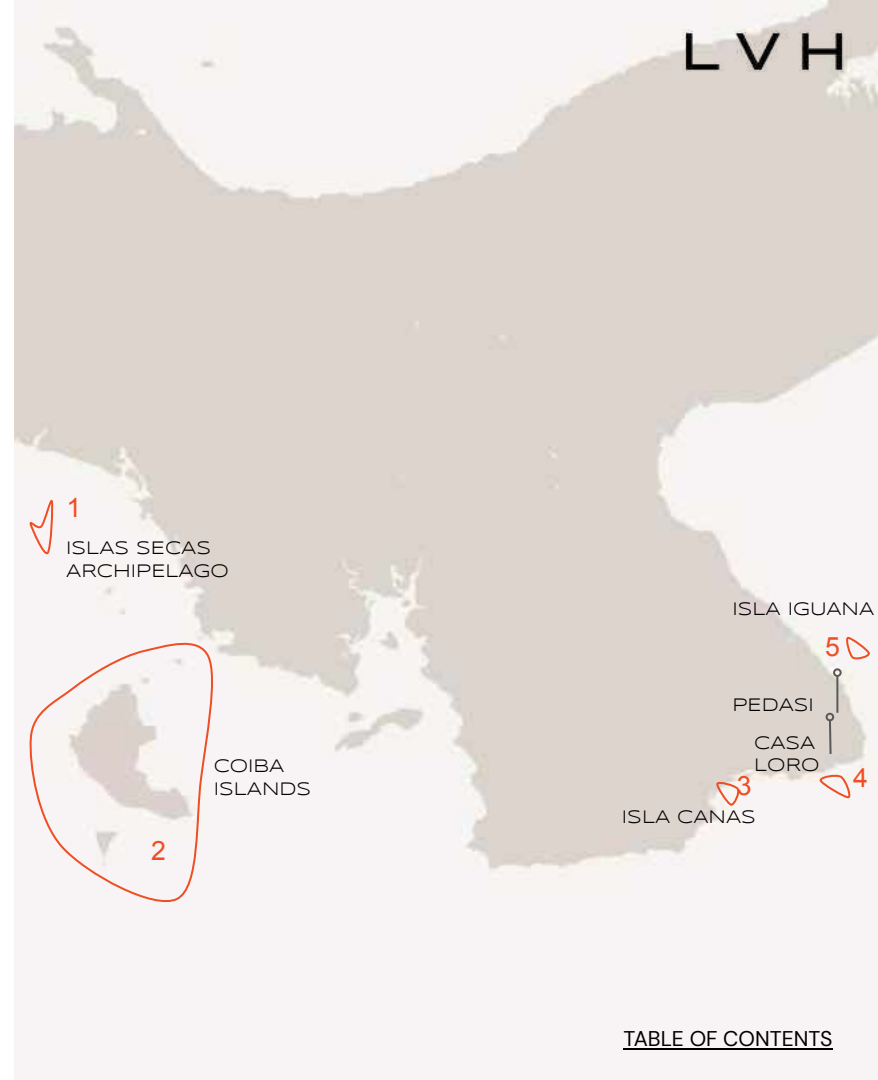 LVH
1
ISLAS SECAS
ARCHIPELAGO
ISLA IGUANA
5
PEDASI
CASA
LORO
COIBA
ISLANDS
3
4
ISLA CANAS
2
TABLE OF CONTENTS